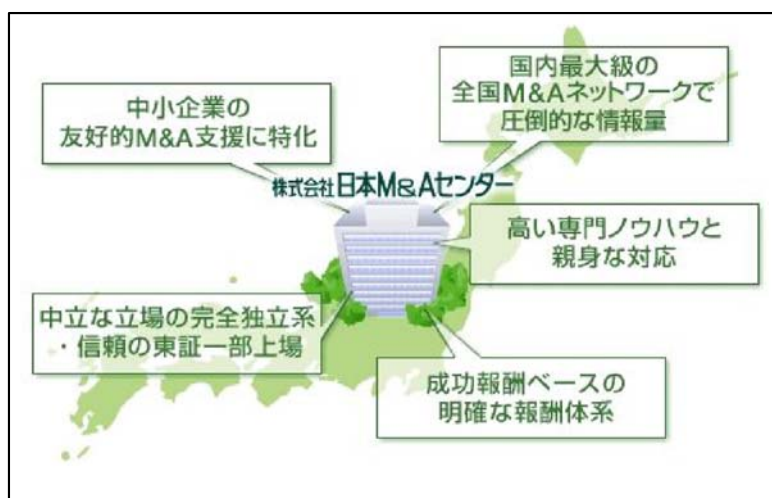 中小企業の
友好的M&A支援に特化
国内最大級の
全国M&Aネットワークで
圧倒的な情報量
株式会社日本M&Aセンター
高い専門ノウハウと
親身な対応
中立な立場の完全独立系
・信頼の東証一部上場
成功報酬ベースの
明確な報酬体系